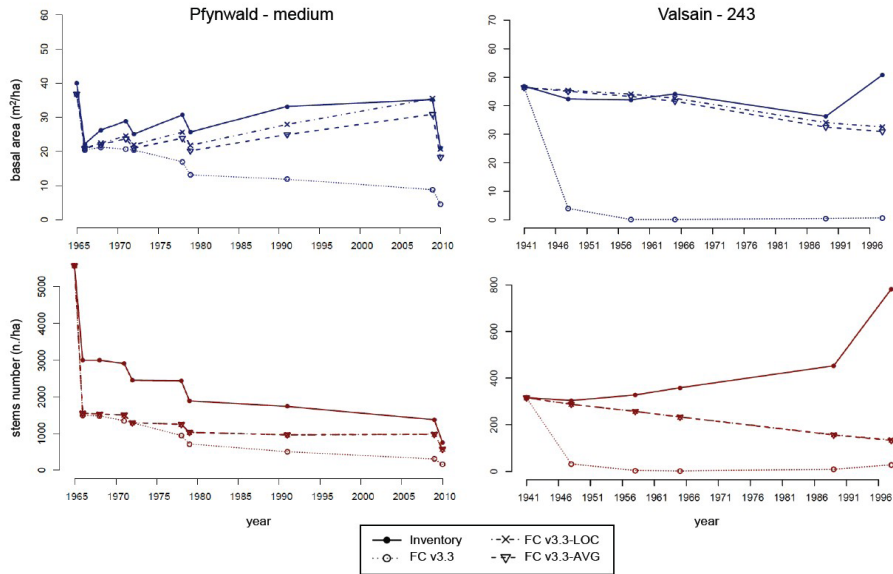 Pfynwald - medium
Valsain - 243
basal area (m²/ha)
60
50
40
30
20
10
0
1965 1970 1975 1980 1985 1990 1995 2000 2005 2010
70
60
50
40
30
20
10
0
1941 1946 1951 1956 1961 1966 1971 1976 1981 1986 1991 1996
stems number (n./ha)
5000
4000
3000
2000
1000
0
1965 1970 1975 1980 1985 1990 1995 2000 2005 2010
year
800
600
400
200
0
1941 1946 1951 1956 1961 1966 1971 1976 1981 1986 1991 1996
year
Inventory
FC v3.3-LOC
FC v3.3
FC v3.3-AVG